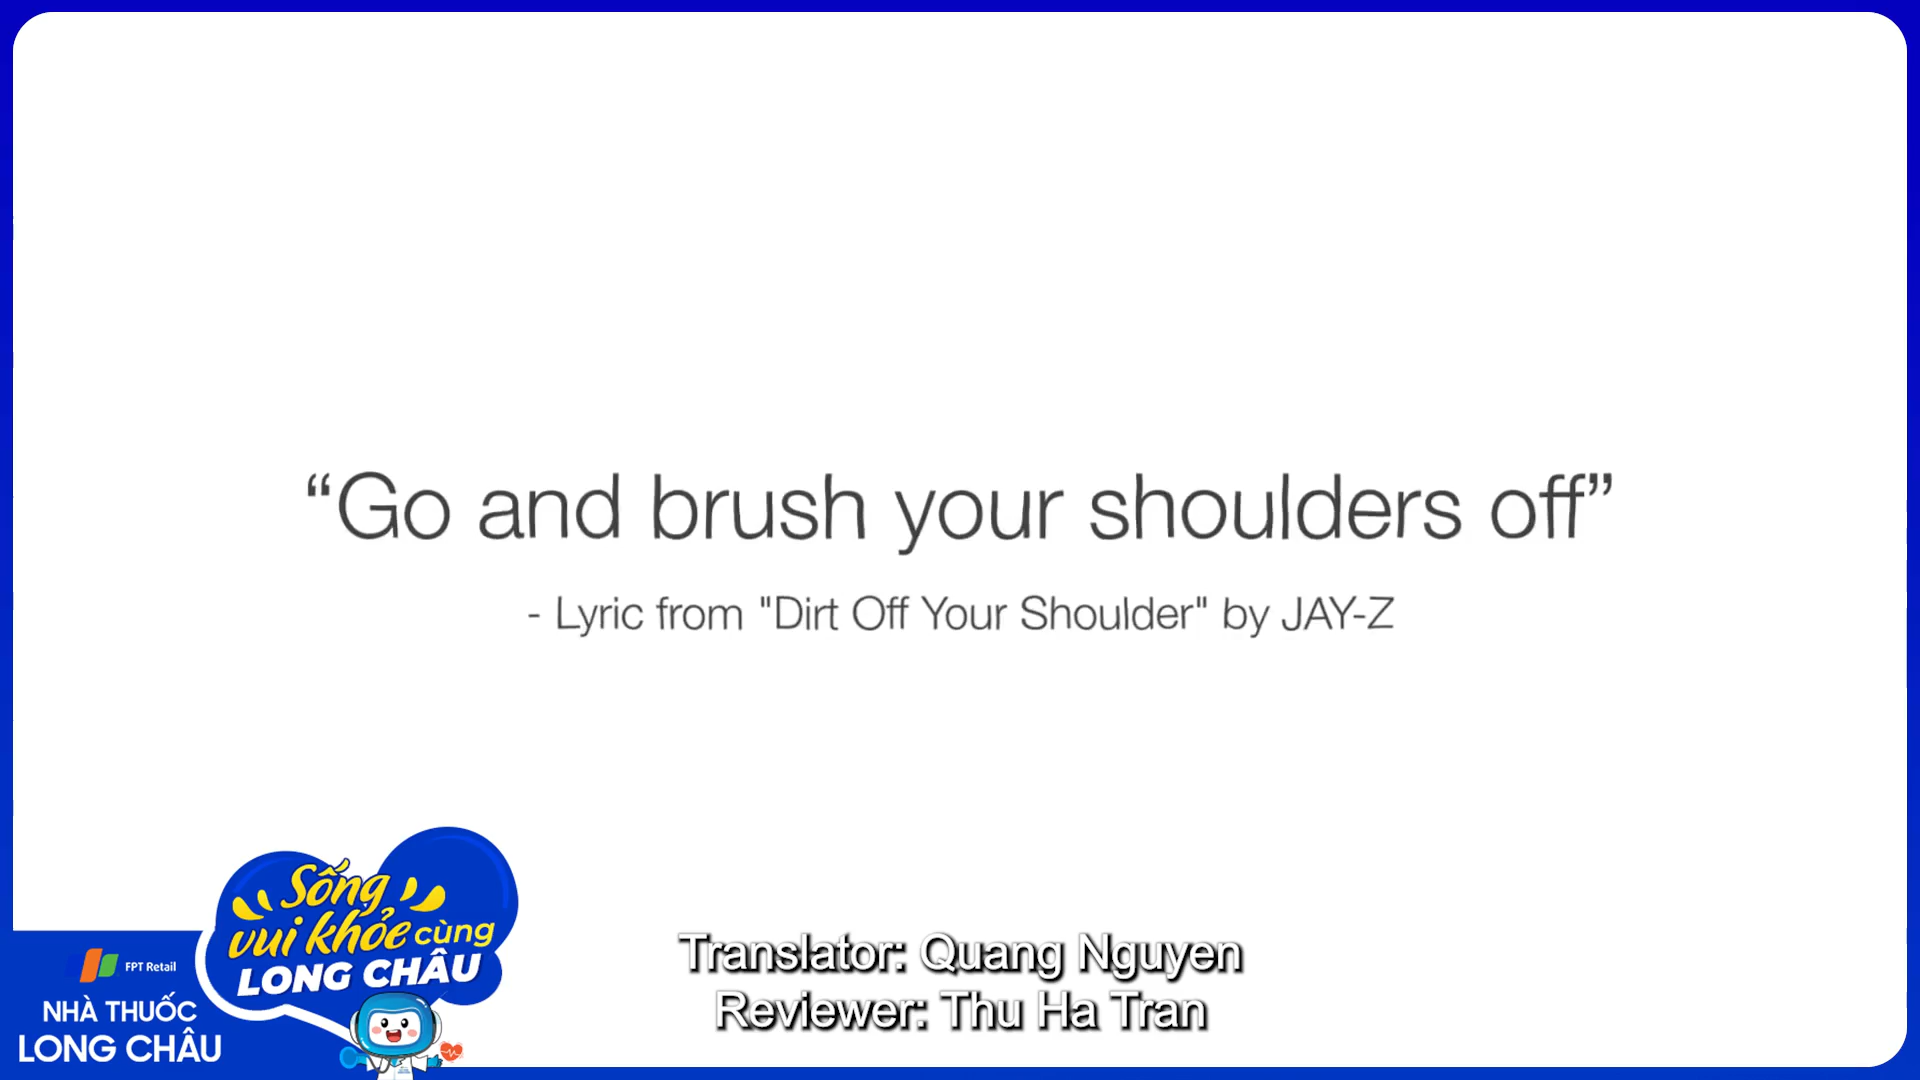 “Go and brush your shoulders off”
- Lyric from "Dirt Off Your Shoulder" by JAY-Z
Sống
vui khỏe cùng
LONG CHÂU
FPT Retail
NHÀ THUỐC
LONG CHÂU
Translator: Quang Nguyen
Reviewer: Thu Ha Tran